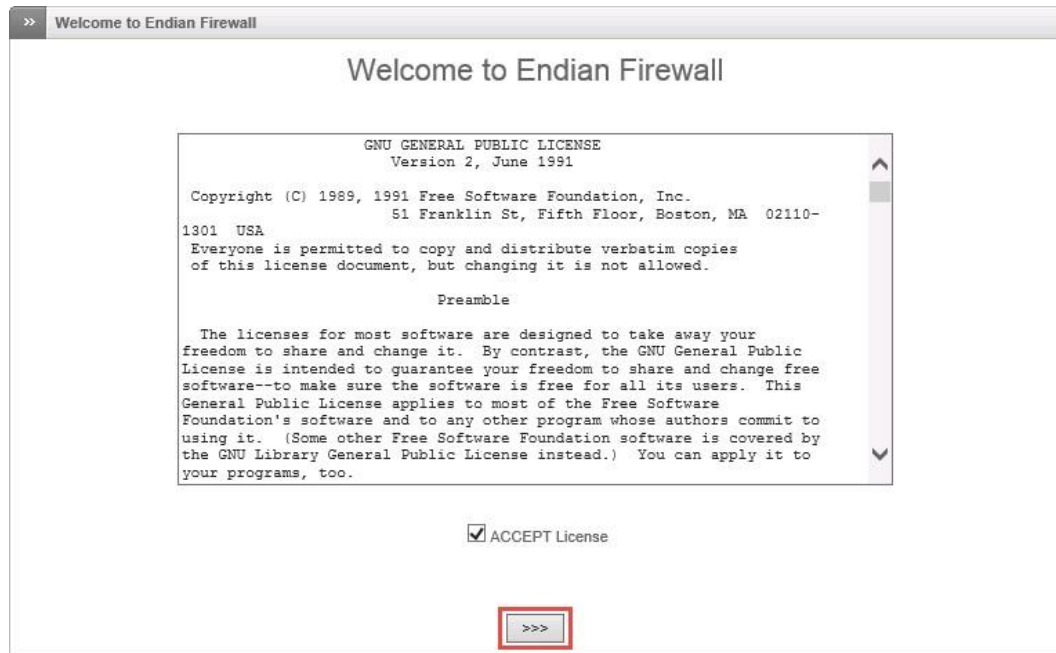 >> Welcome to Endian Firewall
Welcome to Endian Firewall
GNU GENERAL PUBLIC LICENSE
Version 2, June 1991
Copyright (C) 1989, 1991 Free Software Foundation, Inc.
51 Franklin St, Fifth Floor, Boston, MA 02110-
1301 USA
Everyone is permitted to copy and distribute verbatim copies
of this license document, but changing it is not allowed.
Preamble
The licenses for most software are designed to take away your
freedom to share and change it. By contrast, the GNU General Public
License is intended to guarantee your freedom to share and change free
software--to make sure the software is free for all its users. This
General Public License applies to most of the Free Software
Foundation's software and to any other program whose authors commit to
using it. (Some other Free Software Foundation software is covered by
the GNU Library General Public License instead.) You can apply it to
your programs, too.
ACCEPT License
>>>